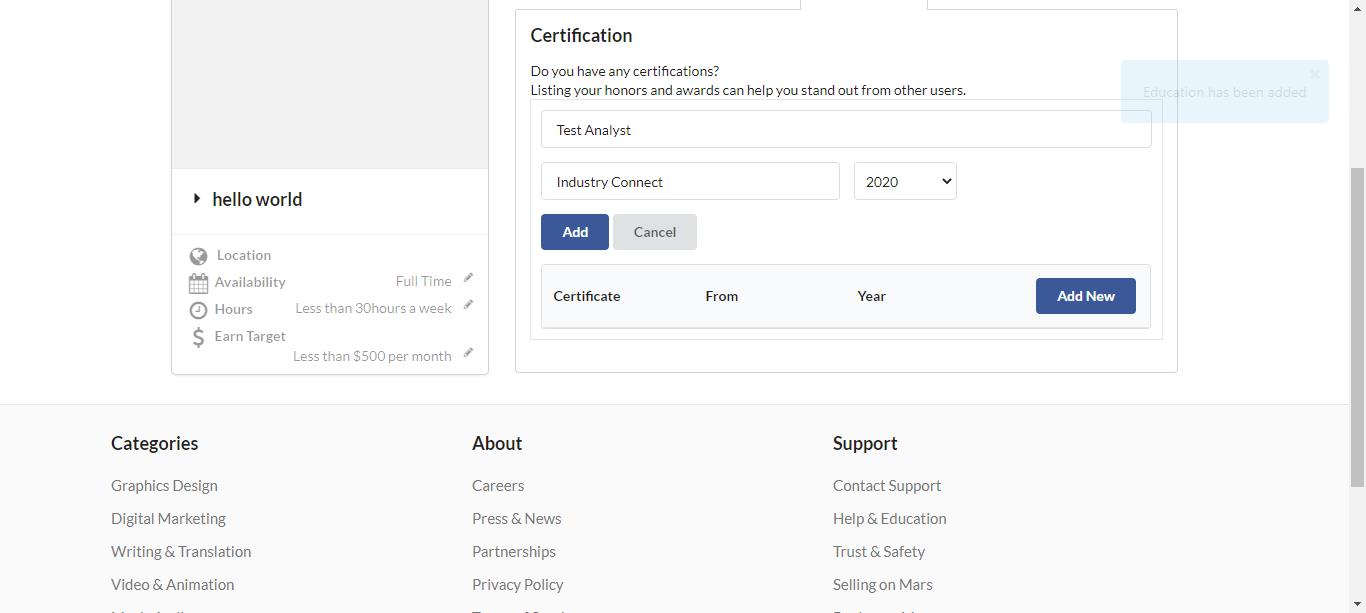 Certification
Do you have any certifications?
Listing your honors and awards can help you stand out from other users.
Education has been added
Test Analyst
Industry Connect
2020
Add
Cancel
Certificate From Year
Add New
hello world
Location
Availability Full Time
Hours Less than 30hours a week
Earn Target
Less than $500 per month
Categories
Graphics Design
Digital Marketing
Writing & Translation
Video & Animation
About
Careers
Press & News
Partnerships
Privacy Policy
Support
Contact Support
Help & Education
Trust & Safety
Selling on Mars